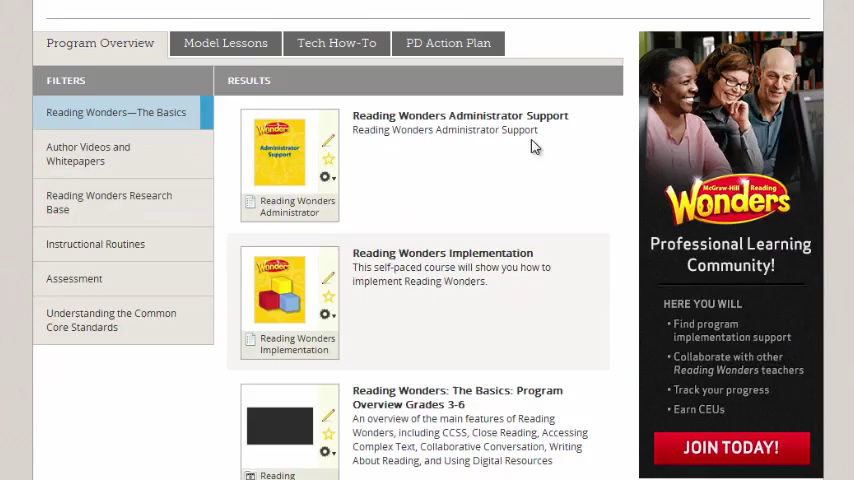 Program Overview
Model Lessons
Tech How-To
PD Action Plan
FILTERS
RESULTS
Reading Wonders—The Basics
Author Videos and
Whitepapers
Reading Wonders Research
Base
Instructional Routines
Assessment
Understanding the Common
Core Standards
Wonders
Administrator
Support
Reading Wonders
Administrator
Reading Wonders Administrator Support
Reading Wonders Administrator Support
Wonders
Reading Wonders
Implementation
Reading Wonders Implementation
This self-paced course will show you how to
implement Reading Wonders.
Reading
Reading Wonders: The Basics: Program
Overview Grades 3-6
An overview of the main features of Reading
Wonders, including CCSS, Close Reading, Accessing
Complex Text, Collaborative Conversation, Writing
About Reading, and Using Digital Resources
McGraw-Hill Reading
Wonders
Professional Learning
Community!
HERE YOU WILL
• Find program
implementation support
• Collaborate with other
Reading Wonders teachers
• Track your progress
• Earn CEUs
JOIN TODAY!